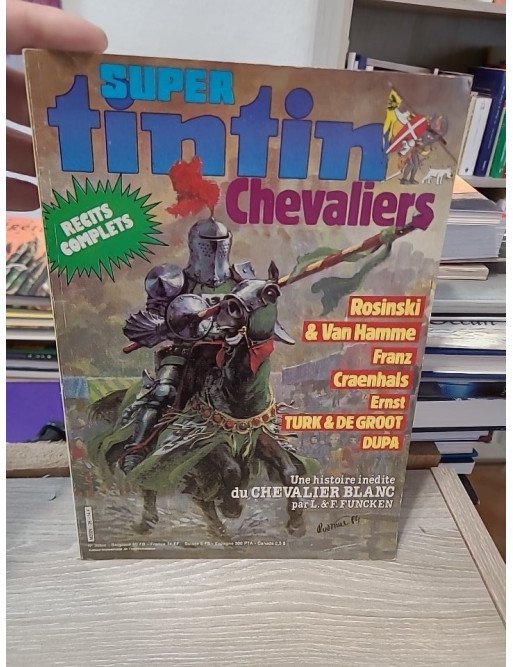 SUPER
tintin
Chevaliers
RECITS
COMPLETS
Rosinski
& Van Hamme
Franz
Craenhals
Ernst
TURK & DE GROOT
DUPA
Une histoire inédite
du CHEVALIER BLANC
par L. & F. FUNCKEN